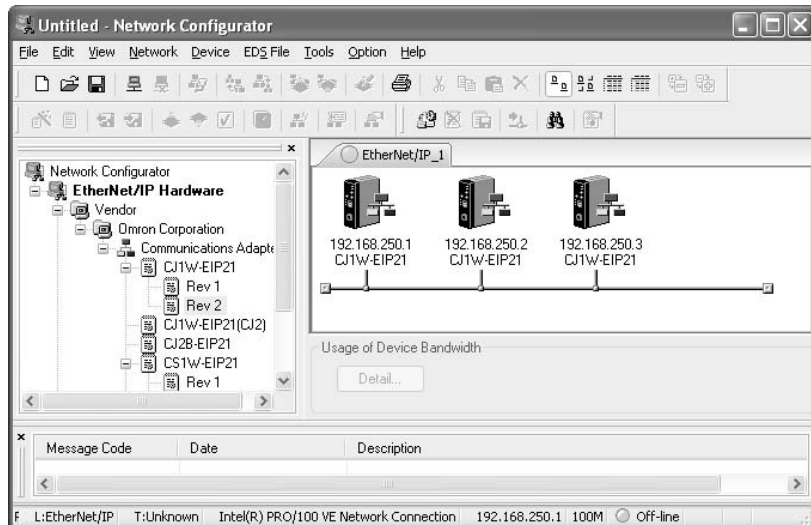 Untitled - Network Configurator
File Edit View Network Device EDS File Tools Option Help
EtherNet/IP_1
Network Configurator
EtherNet/IP Hardware
Vendor
Omron Corporation
Communications Adapte
CJ1W-EIP21
Rev 1
Rev 2
CJ1W-EIP21(CJ2)
CJ2B-EIP21
CS1W-EIP21
Rev 1
192.168.250.1 192.168.250.2 192.168.250.3
CJ1W-EIP21 CJ1W-EIP21 CJ1W-EIP21
Usage of Device Bandwidth
Detail...
Message Code Date Description
L:EtherNet/IP T:Unknown Intel(R) PRO/100 VE Network Connection 192.168.250.1 100M Off-line